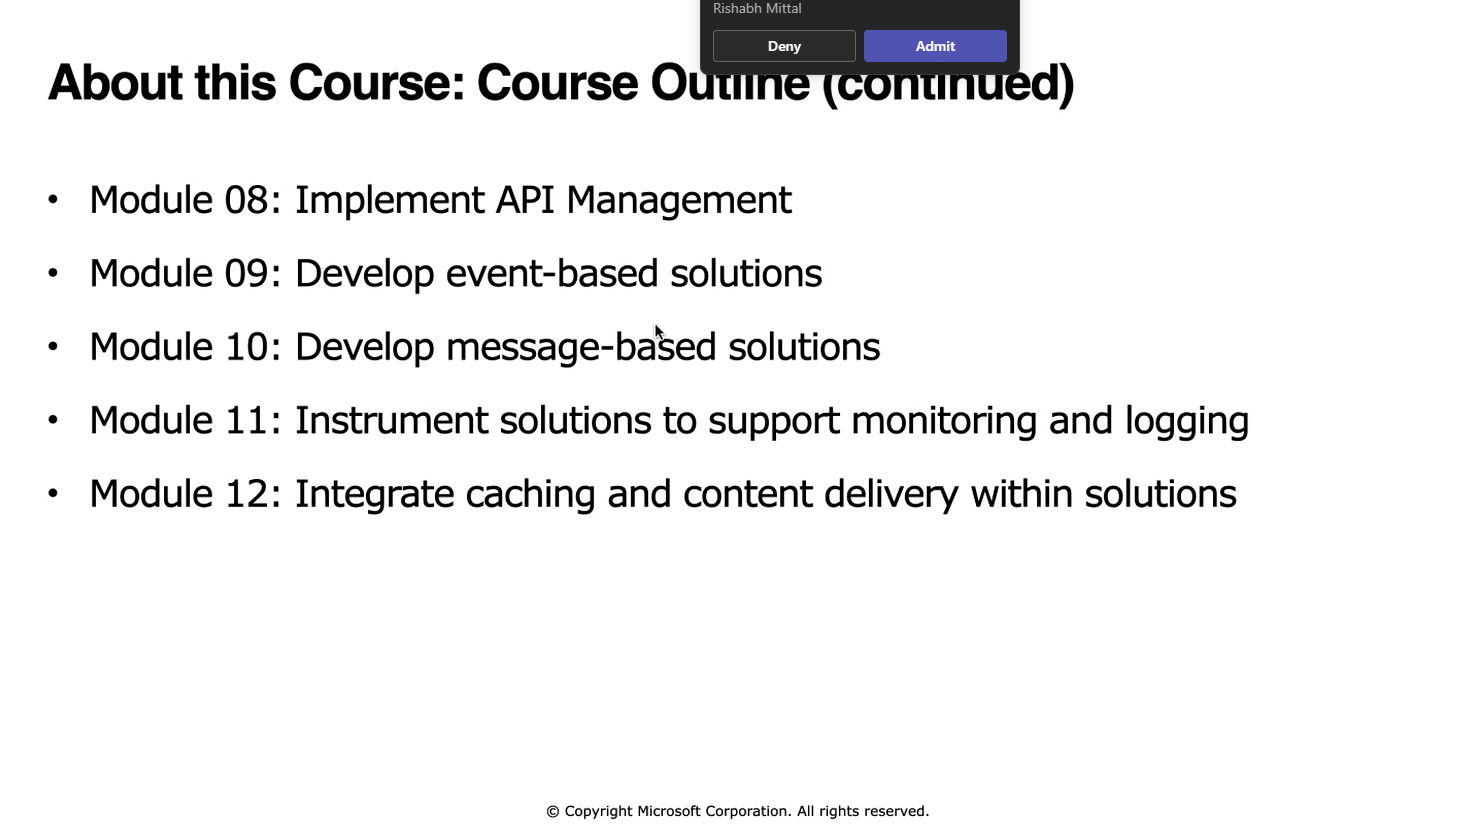 Rishabh Mittal
Deny Admit
About this Course: Course Outline (continued)
• Module 08: Implement API Management
• Module 09: Develop event-based solutions
• Module 10: Develop message-based solutions
• Module 11: Instrument solutions to support monitoring and logging
• Module 12: Integrate caching and content delivery within solutions
© Copyright Microsoft Corporation. All rights reserved.